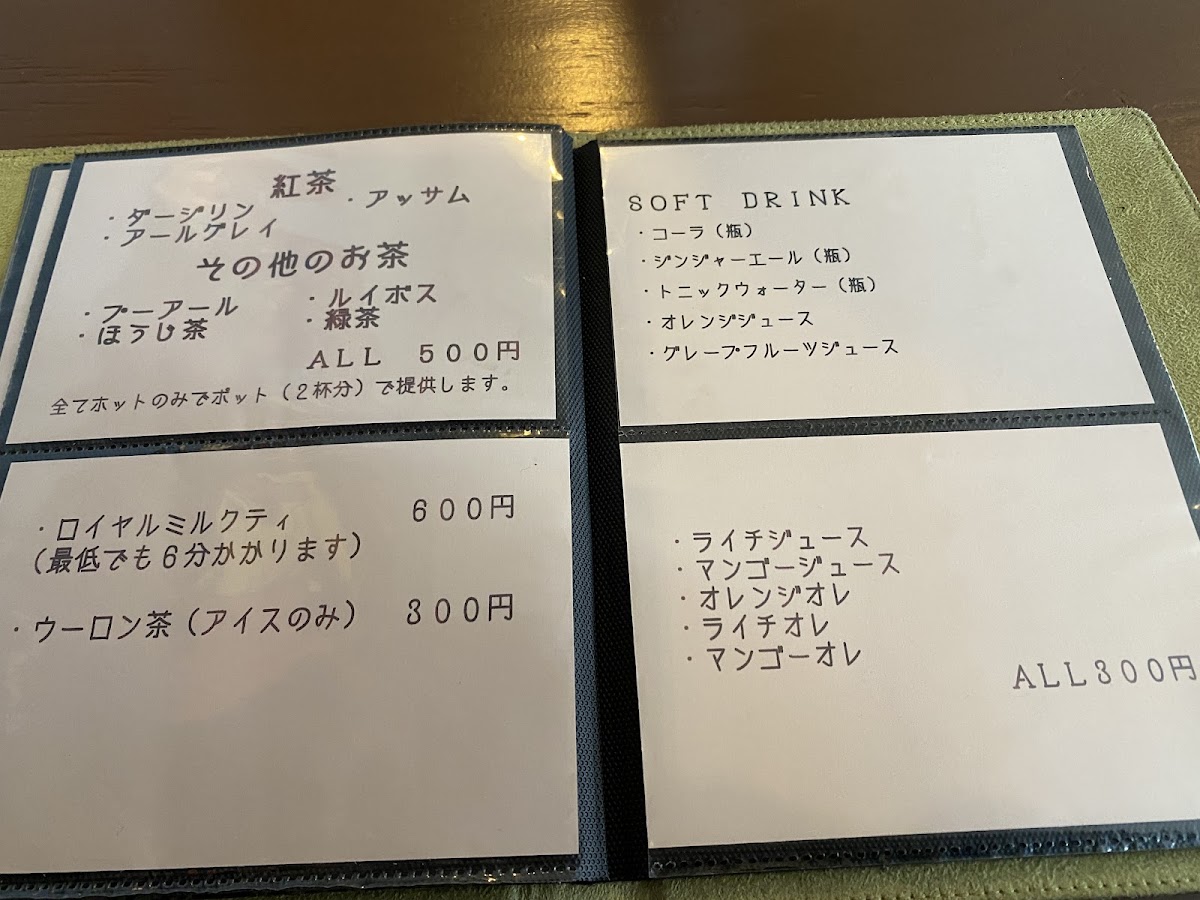 紅茶
・ダージリン ・アッサム
・アールグレイ
その他のお茶
・プーアール ・ルイボス
・ほうじ茶 ・緑茶
ALL 500円
全てホットのみでポット（2杯分）で提供します。
・ロイヤルミルクティ 600円
（最低でも6分かかります）
・ウーロン茶（アイスのみ） 300円
SOFT DRINK
・コーラ（瓶）
・ジンジャーエール（瓶）
・トニックウォーター（瓶）
・オレンジジュース
・グレープフルーツジュース
・ライチジュース
・マンゴージュース
・オレンジオレ
・ライチオレ
・マンゴーオレ
ALL300円